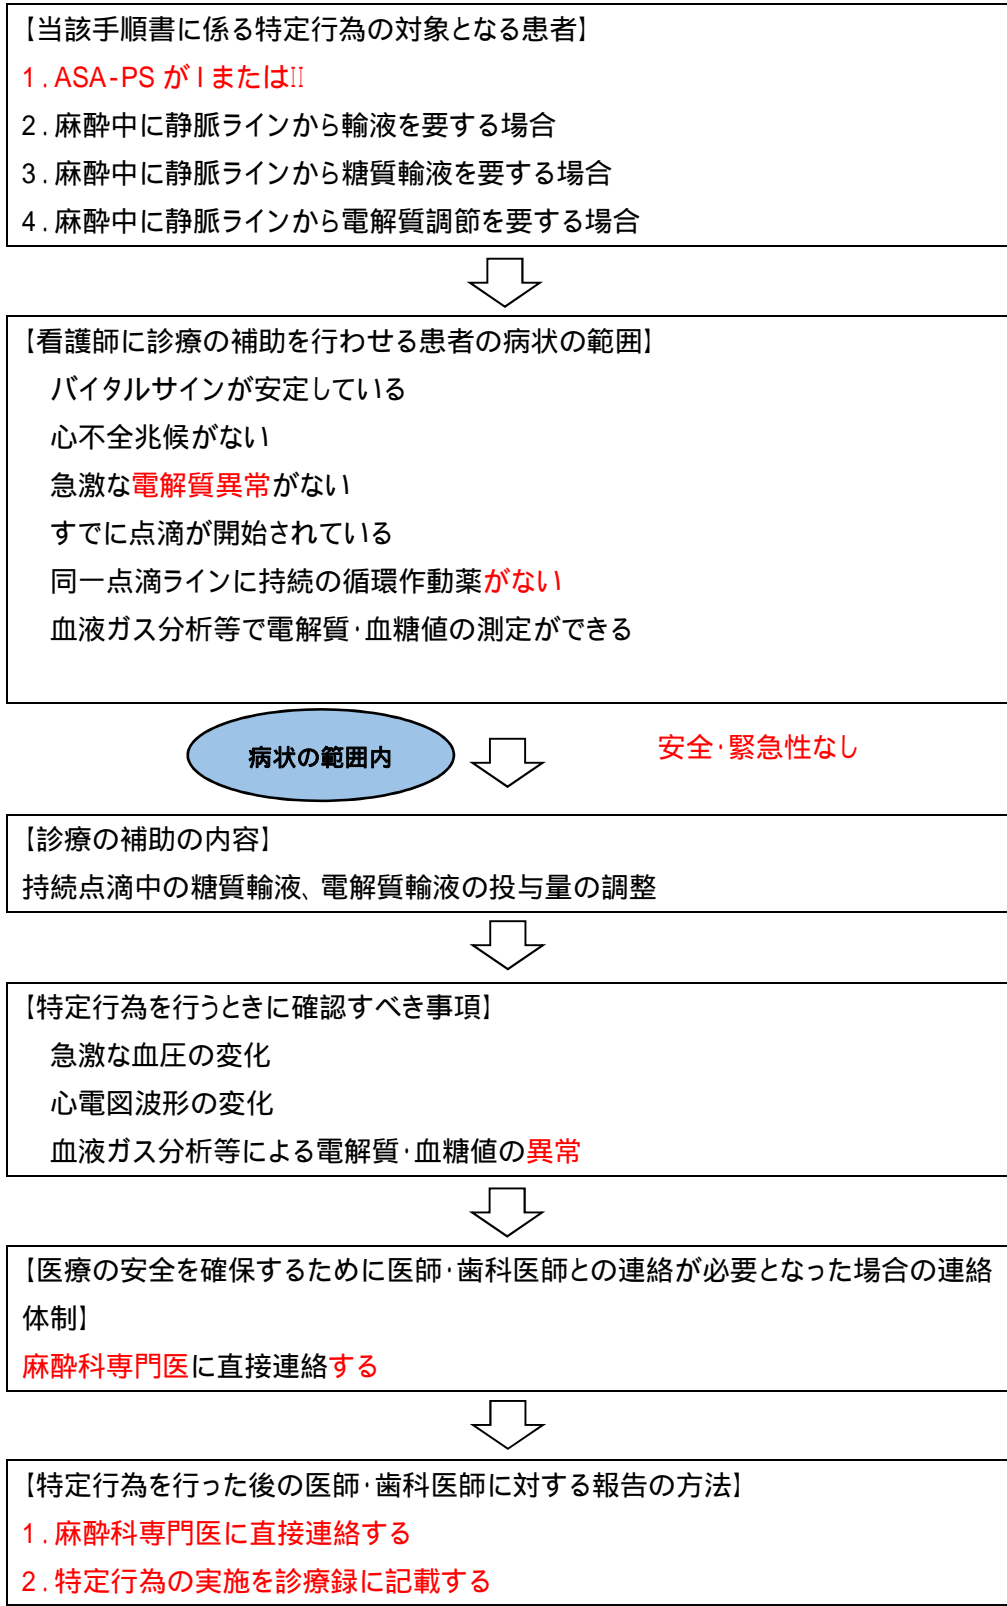 【当該手順書に係る特定行為の対象となる患者】
1．ASA-PS が I または II
2．麻酔中に静脈ラインから輸液を要する場合
3．麻酔中に静脈ラインから糖質輸液を要する場合
4．麻酔中に静脈ラインから電解質調節を要する場合
【看護師に診療の補助を行わせる患者の病状の範囲】
バイタルサインが安定している
心不全兆候がない
急激な電解質異常がない
すでに点滴が開始されている
同一点滴ラインに持続の循環作動薬がない
血液ガス分析等で電解質・血糖値の測定ができる
病状の範囲内
安全・緊急性なし
【診療の補助の内容】
持続点滴中の糖質輸液、電解質輸液の投与量の調整
【特定行為を行うときに確認すべき事項】
急激な血圧の変化
心電図波形の変化
血液ガス分析等による電解質・血糖値の異常
【医療の安全を確保するために医師・歯科医師との連絡が必要となった場合の連絡
体制】
麻酔科専門医に直接連絡する
【特定行為を行った後の医師・歯科医師に対する報告の方法】
1．麻酔科専門医に直接連絡する
2．特定行為の実施を診療録に記載する